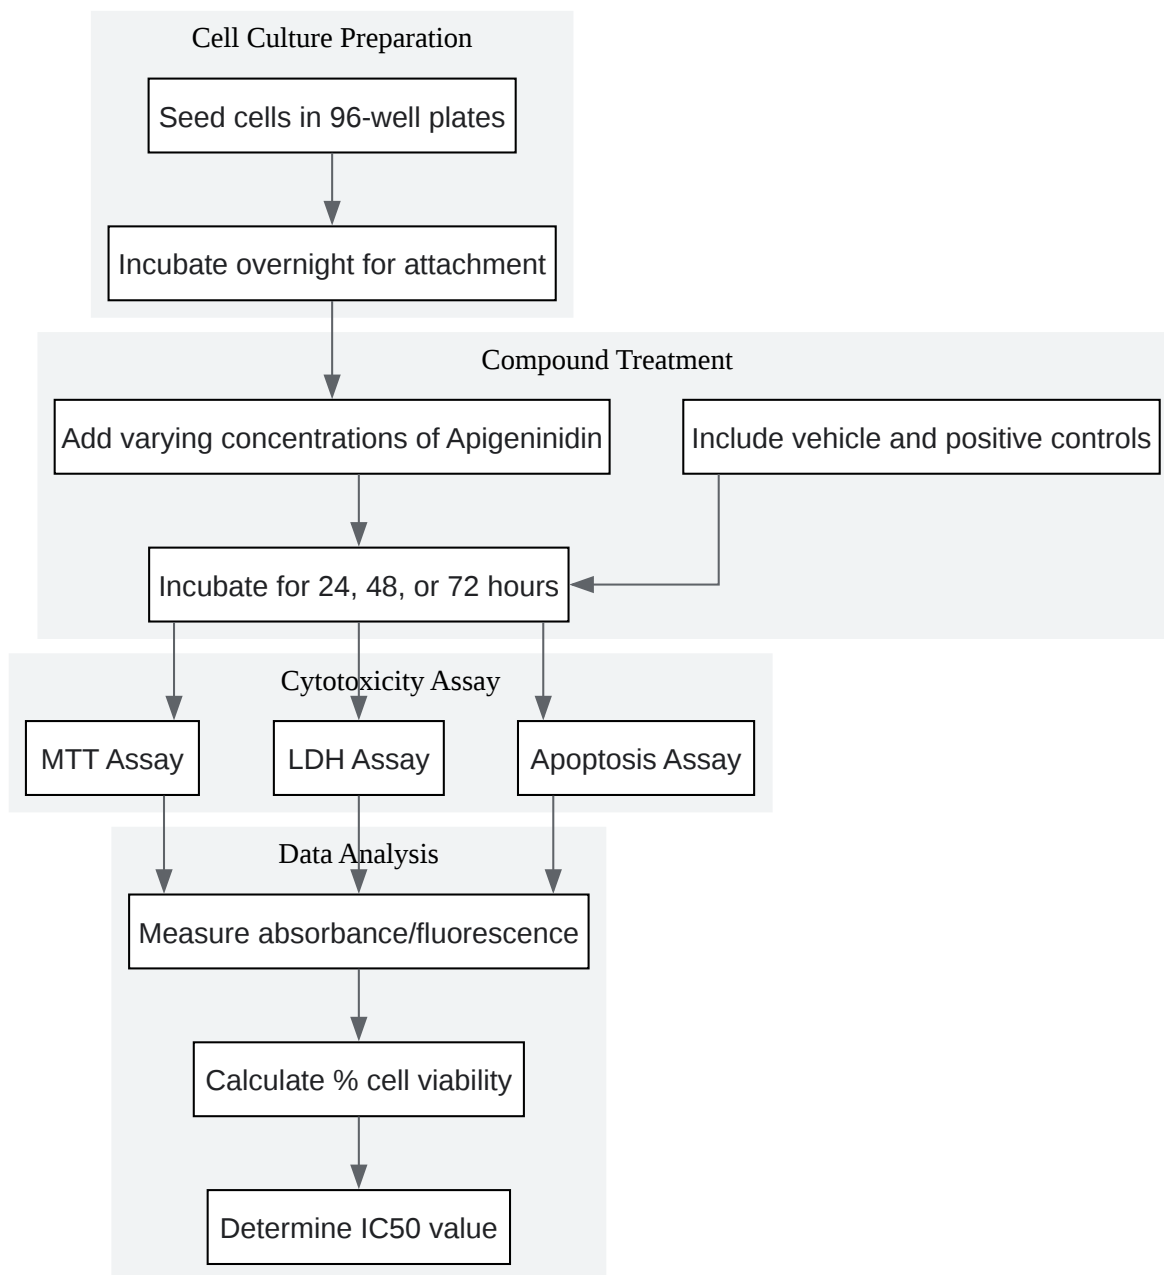 Cell Culture Preparation
Seed cells in 96-well plates
Incubate overnight for attachment
Compound Treatment
Add varying concentrations of Apigeninidin
Include vehicle and positive controls
Incubate for 24, 48, or 72 hours
Cytotoxicity Assay
MTT Assay
LDH Assay
Apoptosis Assay
Data Analysis
Measure absorbance/fluorescence
Calculate % cell viability
Determine IC50 value